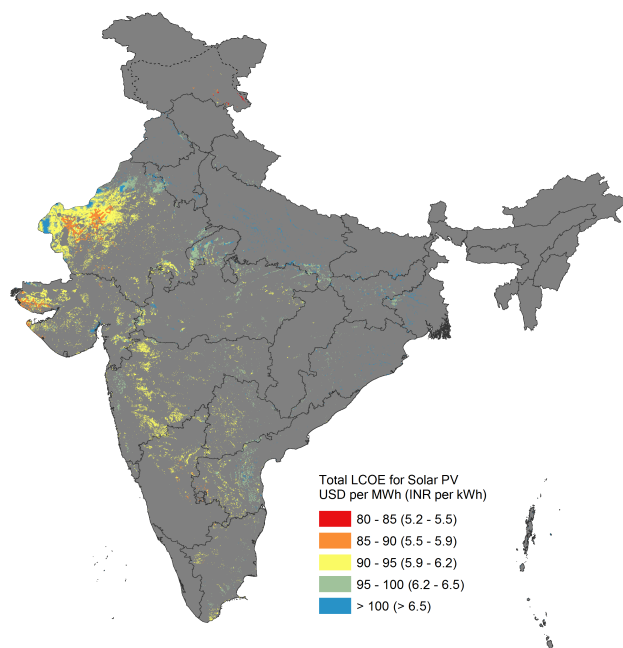 Total LCOE for Solar PV
USD per MWh (INR per kWh)
80 - 85 (5.2 - 5.5)
85 - 90 (5.5 - 5.9)
90 - 95 (5.9 - 6.2)
95 - 100 (6.2 - 6.5)
> 100 (> 6.5)